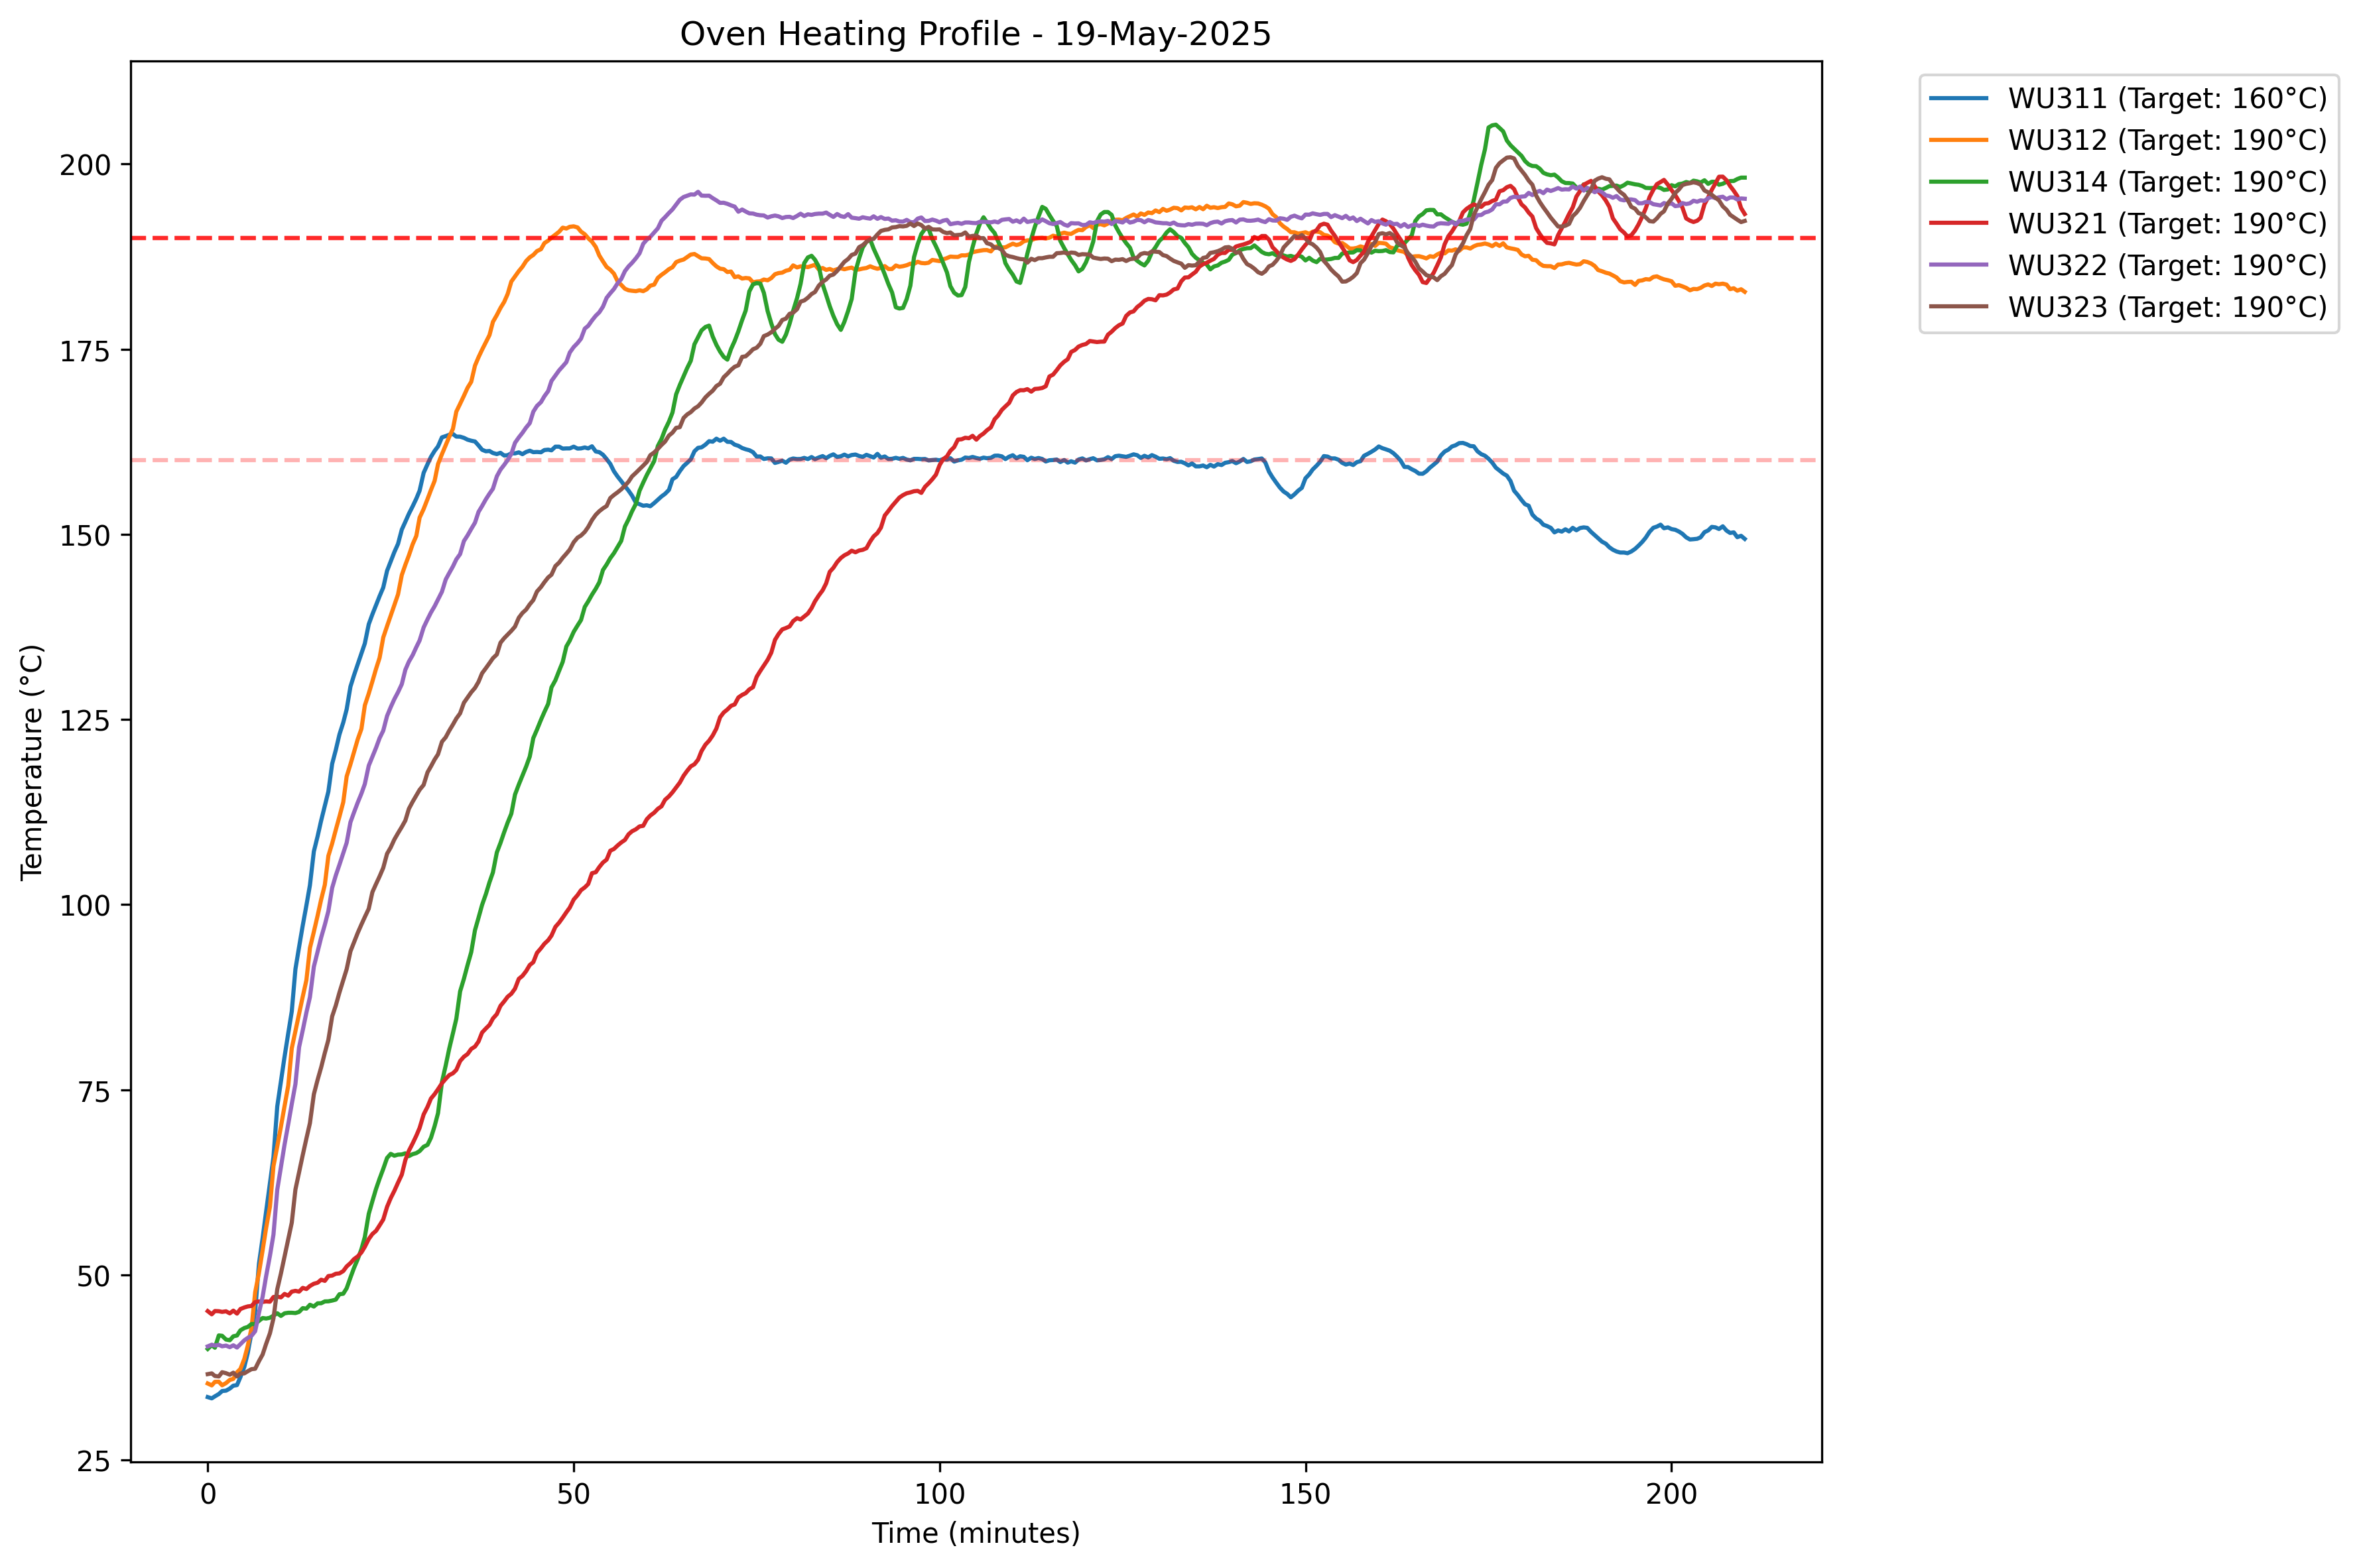 Oven Heating Profile - 19-May-2025
WU311 (Target: 160°C)
WU312 (Target: 190°C)
WU314 (Target: 190°C)
WU321 (Target: 190°C)
WU322 (Target: 190°C)
WU323 (Target: 190°C)
Temperature (°C)
200
175
150
125
100
75
50
25
0
50
100
150
200
Time (minutes)